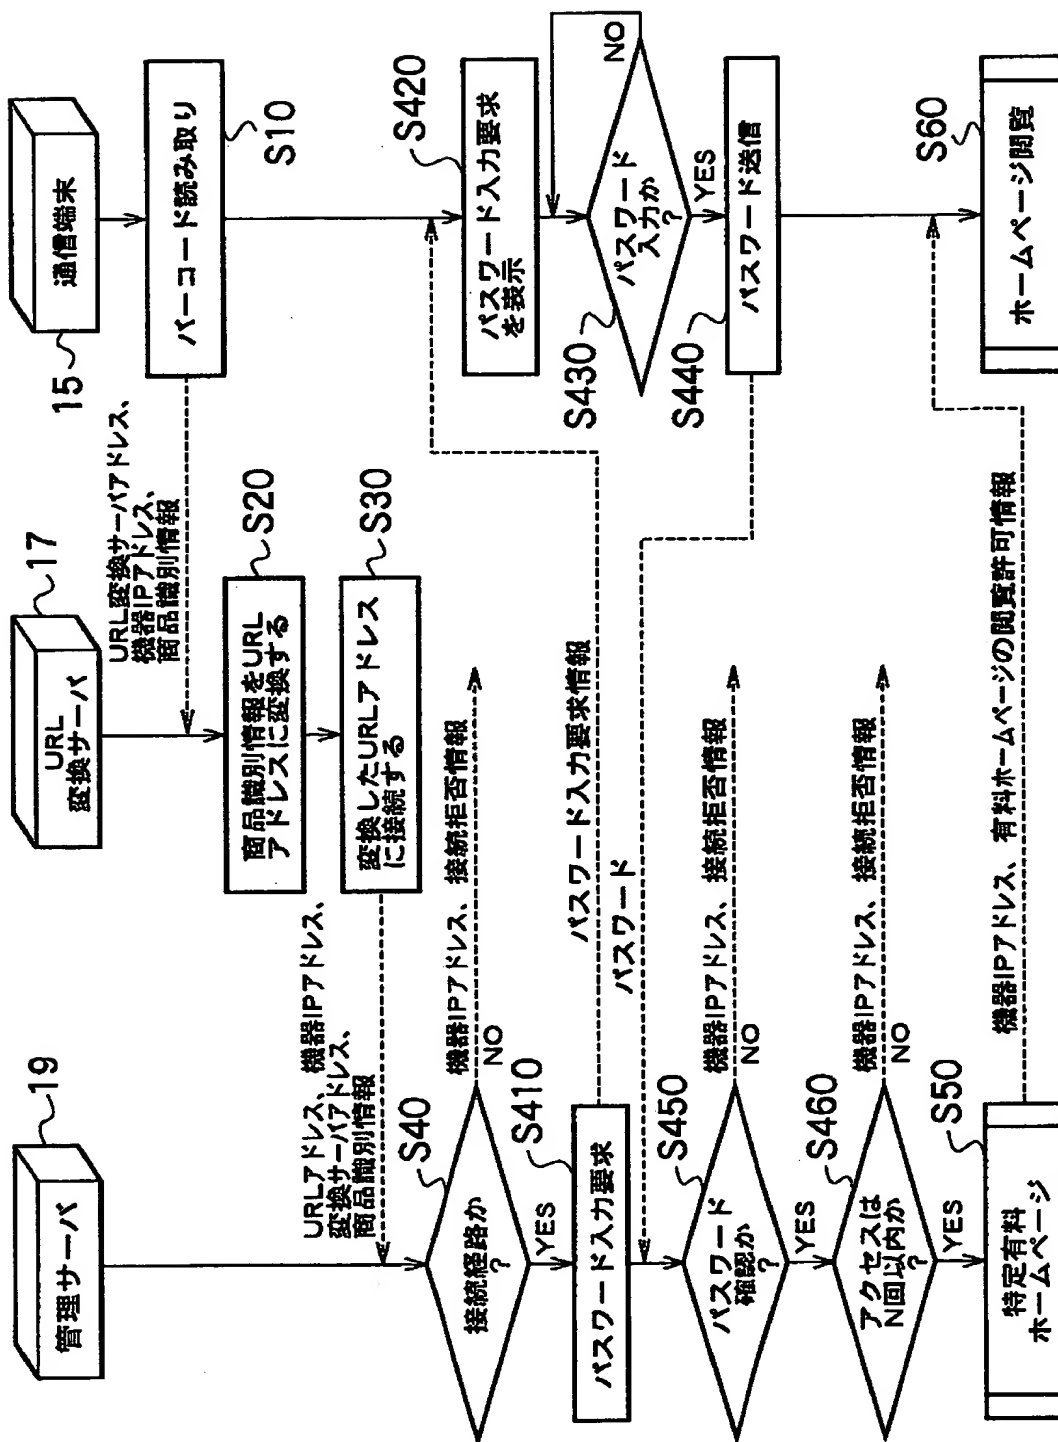 管理サーバ
19
URLアドレス、機器IPアドレス、
変換サーバアドレス、
商品識別情報
接続経路か
?
S40
NO
機器IPアドレス、接続拒否情報
YES
パスワード入力要求
S410
パスワード入力要求情報
パスワード
パスワード
確認か
?
S450
NO
機器IPアドレス、接続拒否情報
YES
アクセスは
N回以内か
?
S460
NO
機器IPアドレス、接続拒否情報
YES
特定有料
ホームページ
S50
機器IPアドレス、有料ホームページの閲覧許可情報
URL
変換サーバ
17
URL変換サーバアドレス、
機器IPアドレス、
商品識別情報
商品識別情報をURL
アドレスに変換する
S20
変換したURLアドレス
に接続する
S30
通信端末
15
バーコード読み取り
S10
パスワード入力要求
を表示
S420
パスワード
入力か
?
S430
NO
YES
パスワード送信
S440
ホームページ閲覧
S60